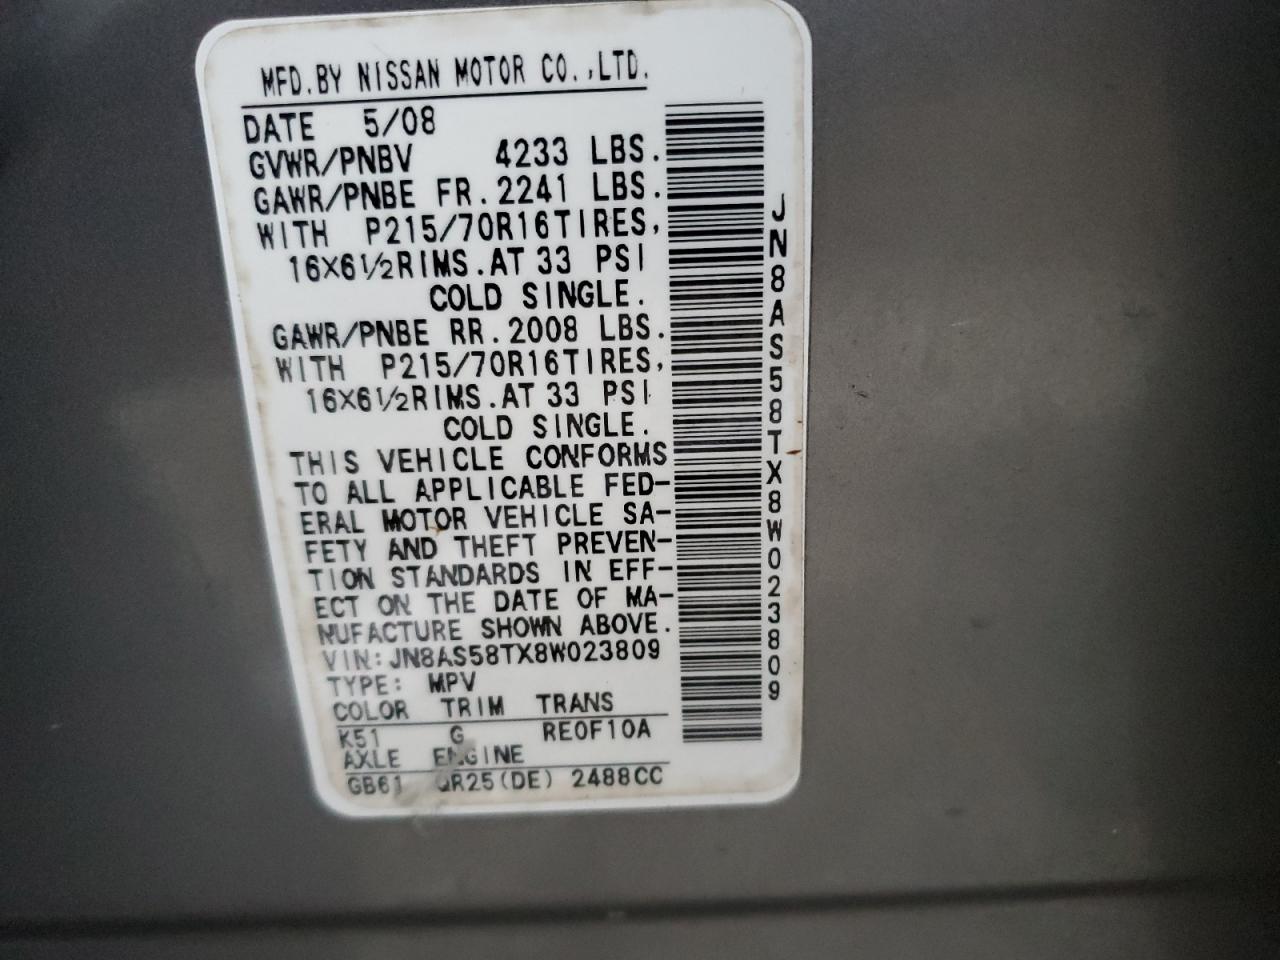 MFD.BY NISSAN MOTOR CO.,LTD.
DATE 5/08
GVWR/PNBV 4233 LBS.
GAWR/PNBE FR.2241 LBS.
WITH P215/70R16TIRES,
16X6½RIMS.AT 33 PSI
COLD SINGLE.
GAWR/PNBE RR.2008 LBS.
WITH P215/70R16TIRES,
16X6½RIMS.AT 33 PSI
COLD SINGLE.
THIS VEHICLE CONFORMS
TO ALL APPLICABLE FED-
ERAL MOTOR VEHICLE SA-
FETY AND THEFT PREVEN-
TION STANDARDS IN EFF-
ECT ON THE DATE OF MA-
NUFACTURE SHOWN ABOVE.
VIN:JN8AS58TX8W023809
TYPE: MPV
COLOR TRIM TRANS
K51 G RE0F10A
AXLE ENGINE
GB61 QR25(DE) 2488CC
JN8AS58TX8W023809